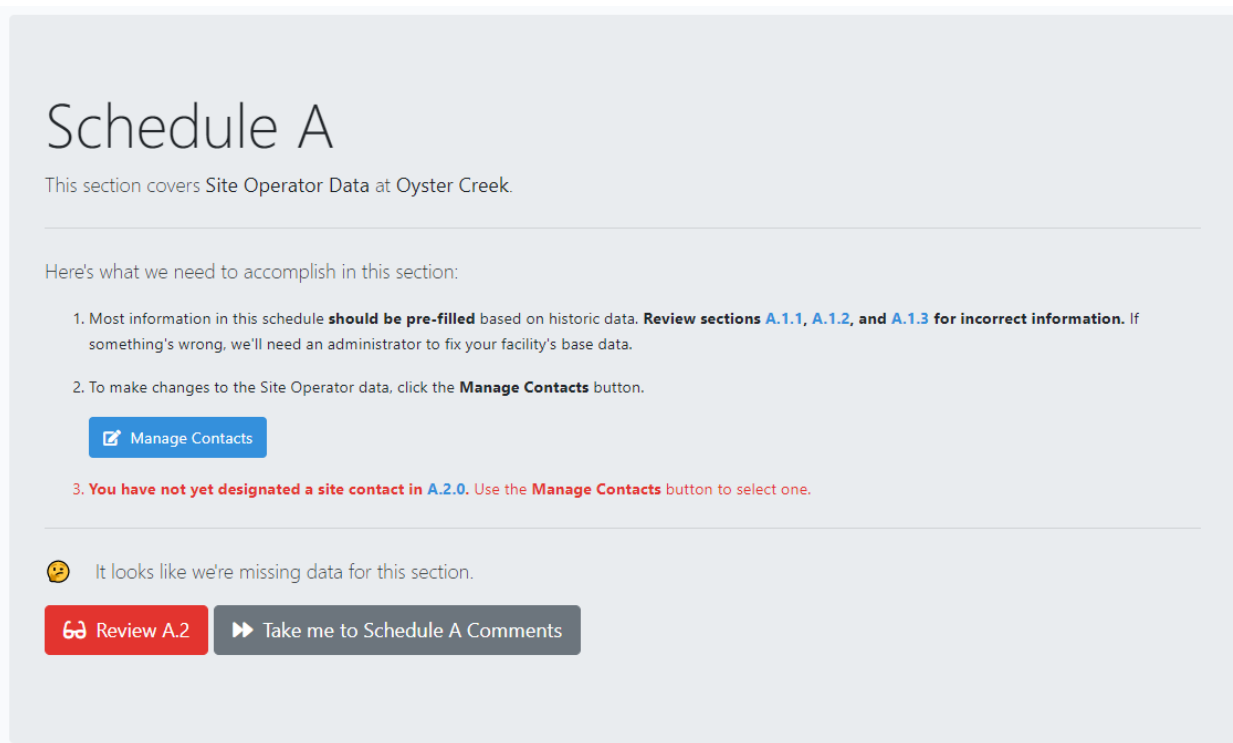 Schedule A
This section covers Site Operator Data at Oyster Creek.
Here's what we need to accomplish in this section:
1. Most information in this schedule should be pre-filled based on historic data. Review sections A.1.1, A.1.2, and A.1.3 for incorrect information. If
something's wrong, we'll need an administrator to fix your facility's base data.
2. To make changes to the Site Operator data, click the Manage Contacts button.
Manage Contacts
3. You have not yet designated a site contact in A.2.0. Use the Manage Contacts button to select one.
It looks like we're missing data for this section.
Review A.2 Take me to Schedule A Comments